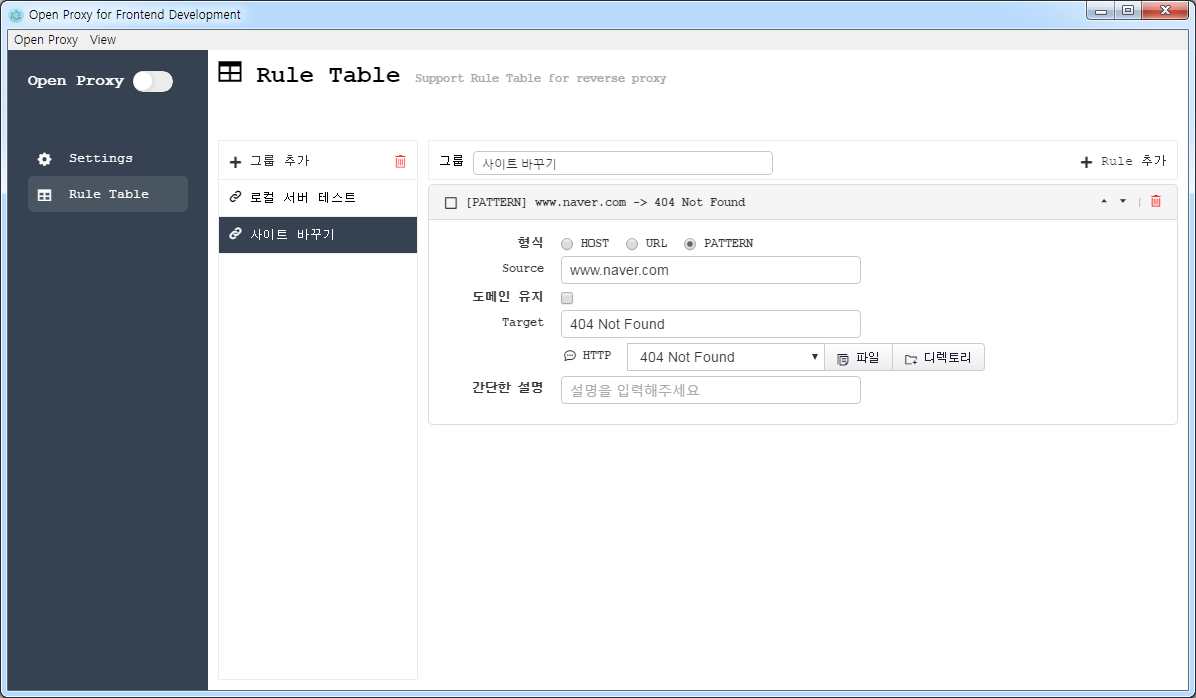 Open Proxy for Frontend Development
Open Proxy View
Open Proxy
Settings
Rule Table
Rule Table Support Rule Table for reverse proxy
그룹 추가
로컬 서버 테스트
사이트 바꾸기
그룹 사이트 바꾸기 Rule 추가
[PATTERN] www.naver.com -> 404 Not Found
형식 HOST URL PATTERN
Source www.naver.com
도메인 유지
Target 404 Not Found
HTTP 404 Not Found 파일 디렉토리
간단한 설명 설명을 입력해주세요